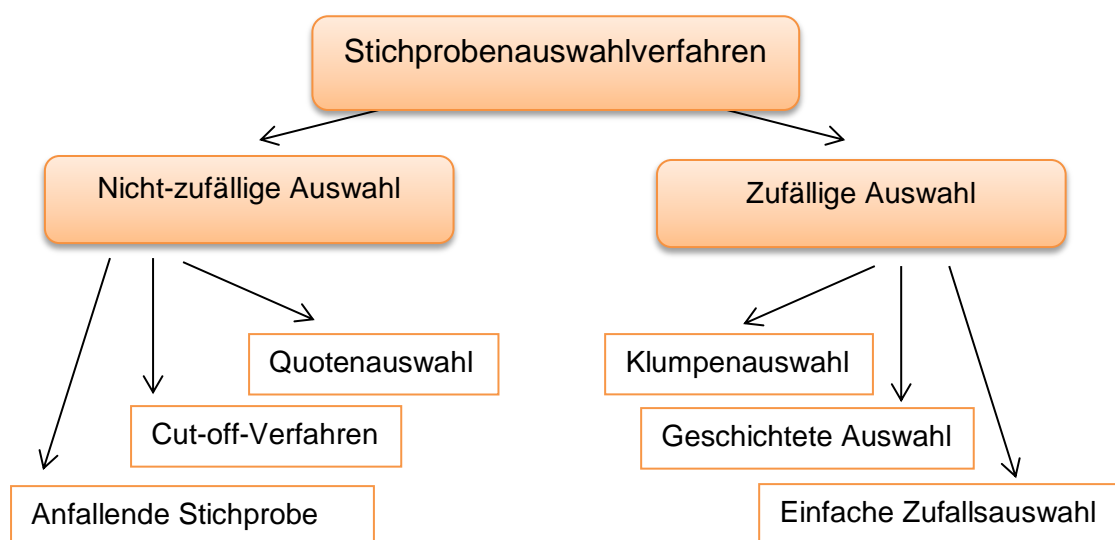 Stichprobenauswahlverfahren
Nicht-zufällige Auswahl
Zufällige Auswahl
Quotenauswahl
Klumpenauswahl
Cut-off-Verfahren
Geschichtete Auswahl
Anfallende Stichprobe
Einfache Zufallsauswahl